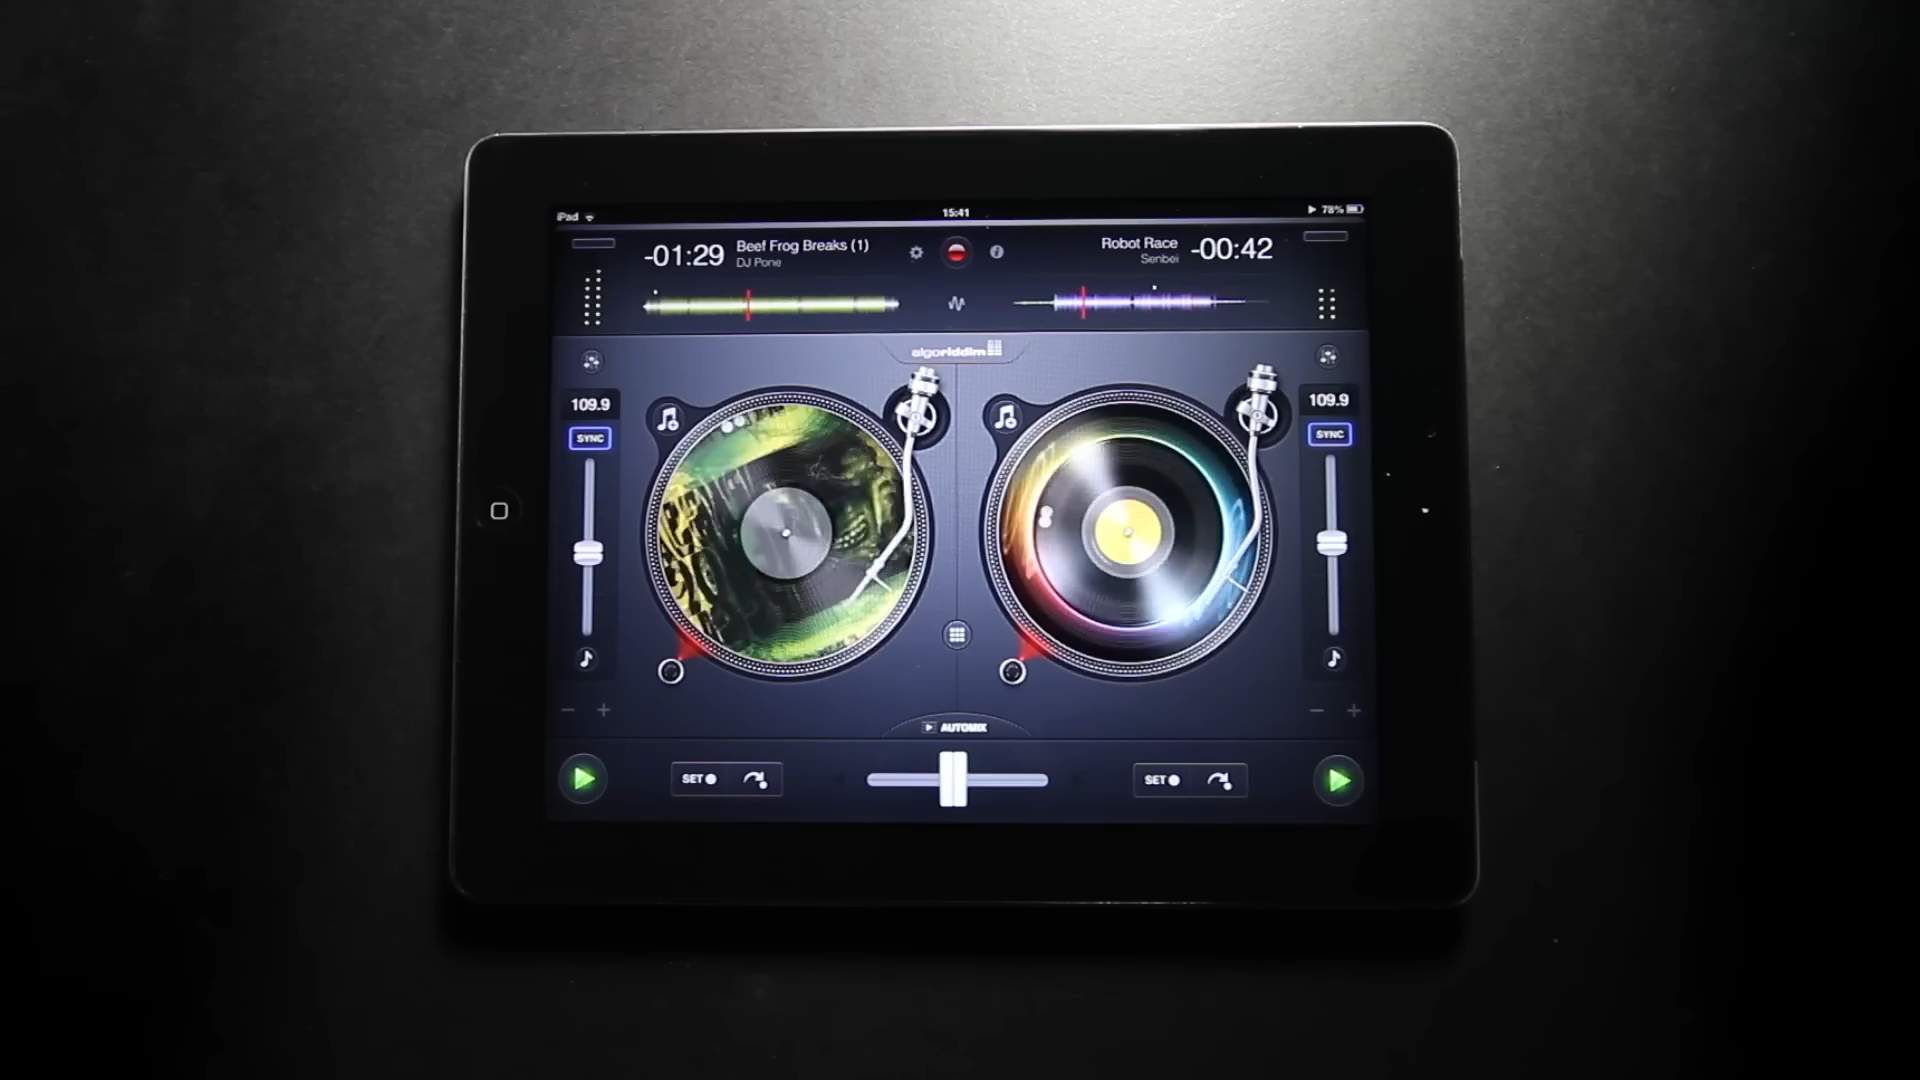 iPad
15:41
78%
-01:29
Beef Frog Breaks (1)
DJ Pone
Robot Race
Senbei
-00:42
algoriddim
109.9
SYNC
109.9
SYNC
AUTOMIX
SET
SET